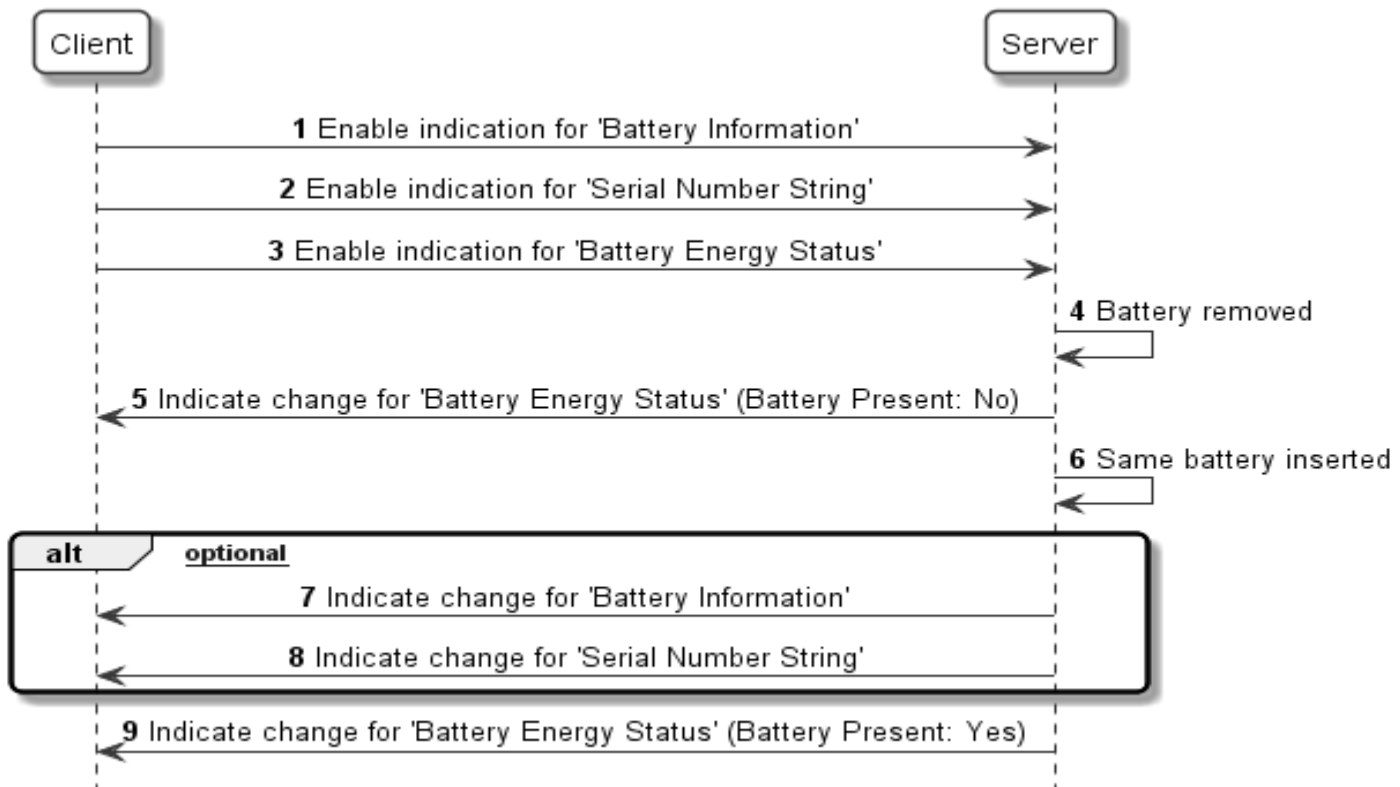 Client
Server
1 Enable indication for 'Battery Information'
2 Enable indication for 'Serial Number String'
3 Enable indication for 'Battery Energy Status'
4 Battery removed
5 Indicate change for 'Battery Energy Status' (Battery Present: No)
6 Same battery inserted
alt
optional
7 Indicate change for 'Battery Information'
8 Indicate change for 'Serial Number String'
9 Indicate change for 'Battery Energy Status' (Battery Present: Yes)